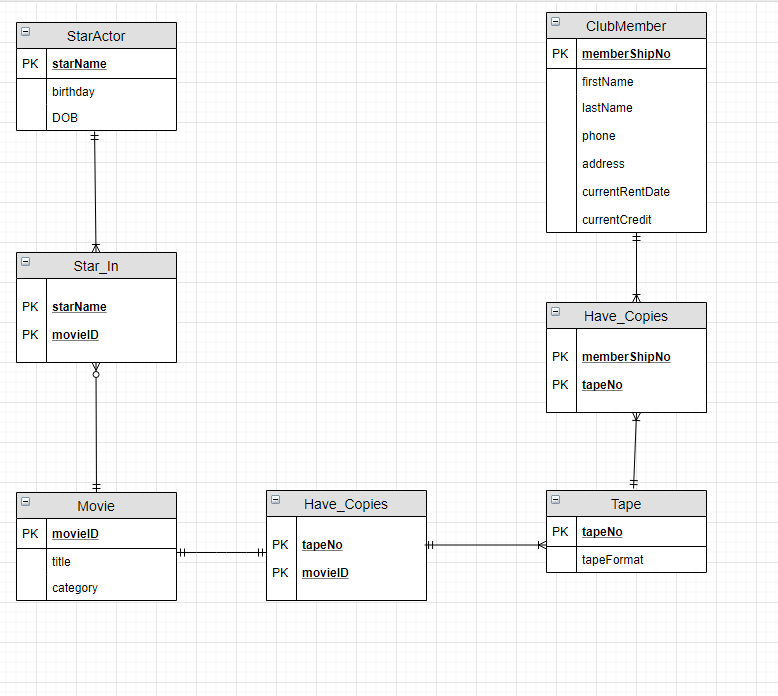 StarActor
PK starName
birthday
DOB
ClubMember
PK memberShipNo
firstName
lastName
phone
address
currentRentDate
currentCredit
Star_In
PK starName
PK movieID
Have_Copies
PK memberShipNo
PK tapeNo
Movie
PK movieID
title
category
Have_Copies
PK tapeNo
PK movieID
Tape
PK tapeNo
tapeFormat